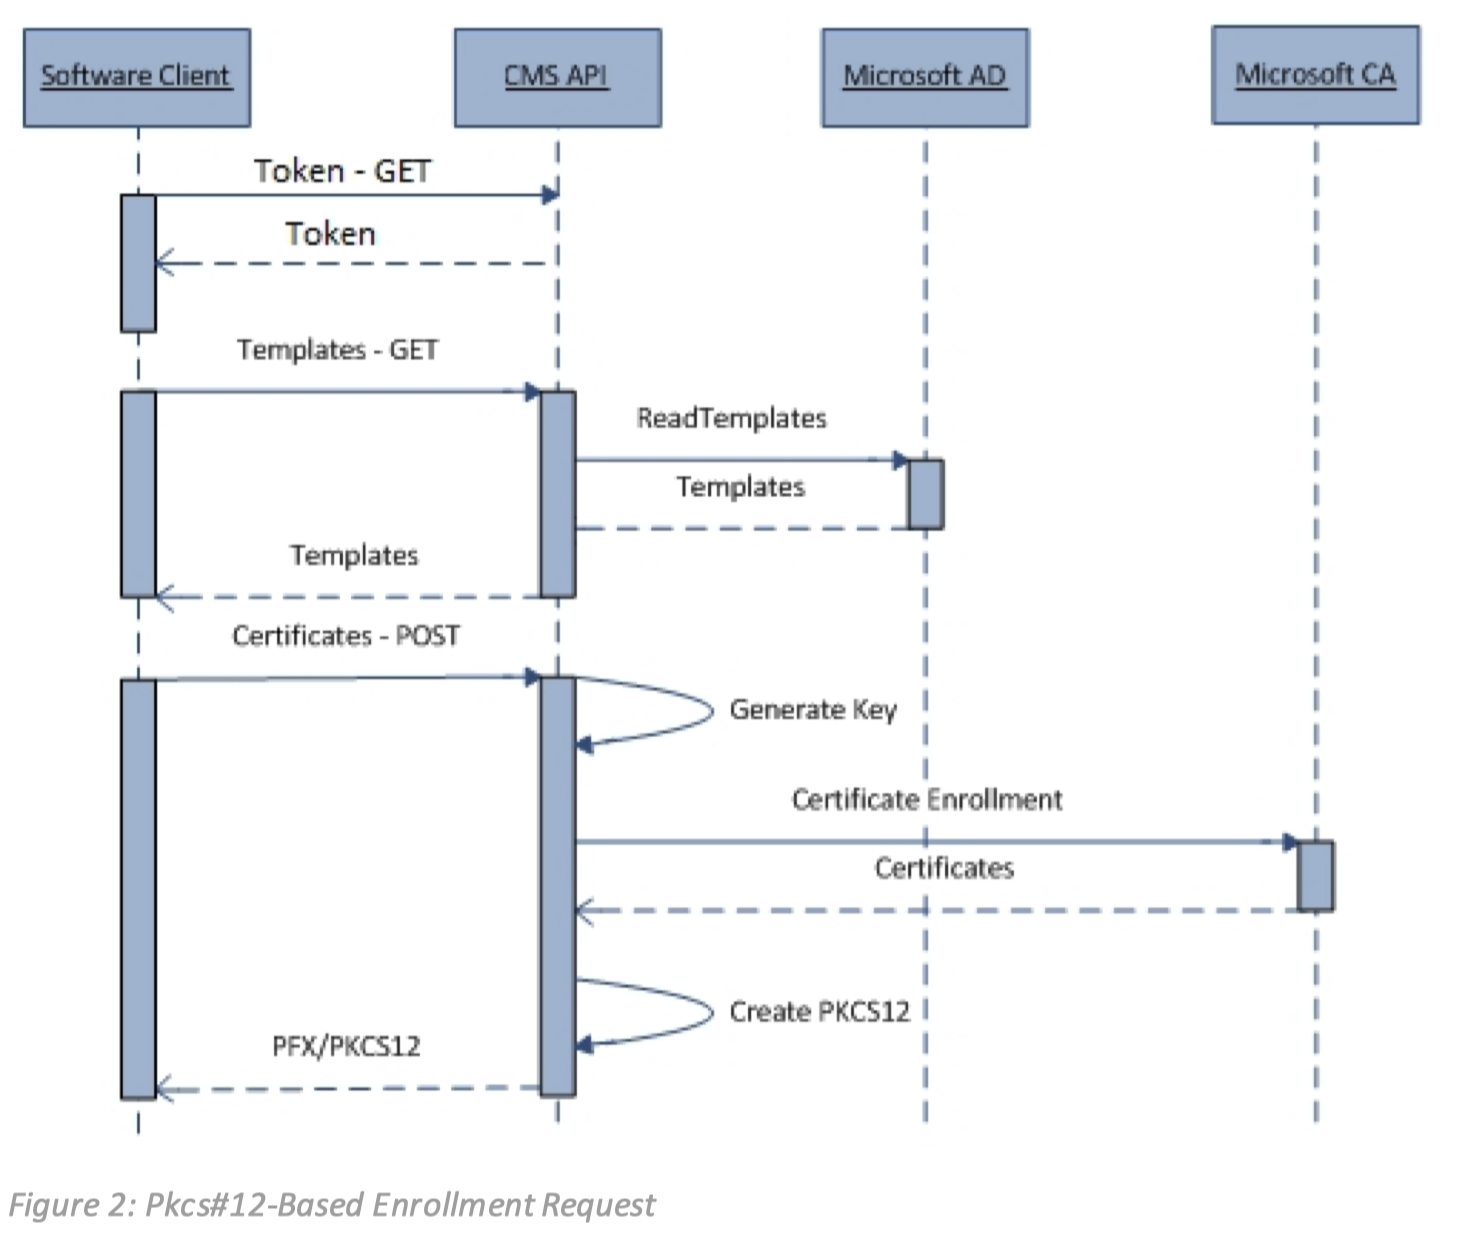 Software Client
CMS API
Microsoft AD
Microsoft CA
Token - GET
Token
Templates - GET
ReadTemplates
Templates
Templates
Certificates - POST
Generate Key
Certificate Enrollment
Certificates
Create PKCS12
PFX/PKCS12
Figure 2: Pkcs#12-Based Enrollment Request